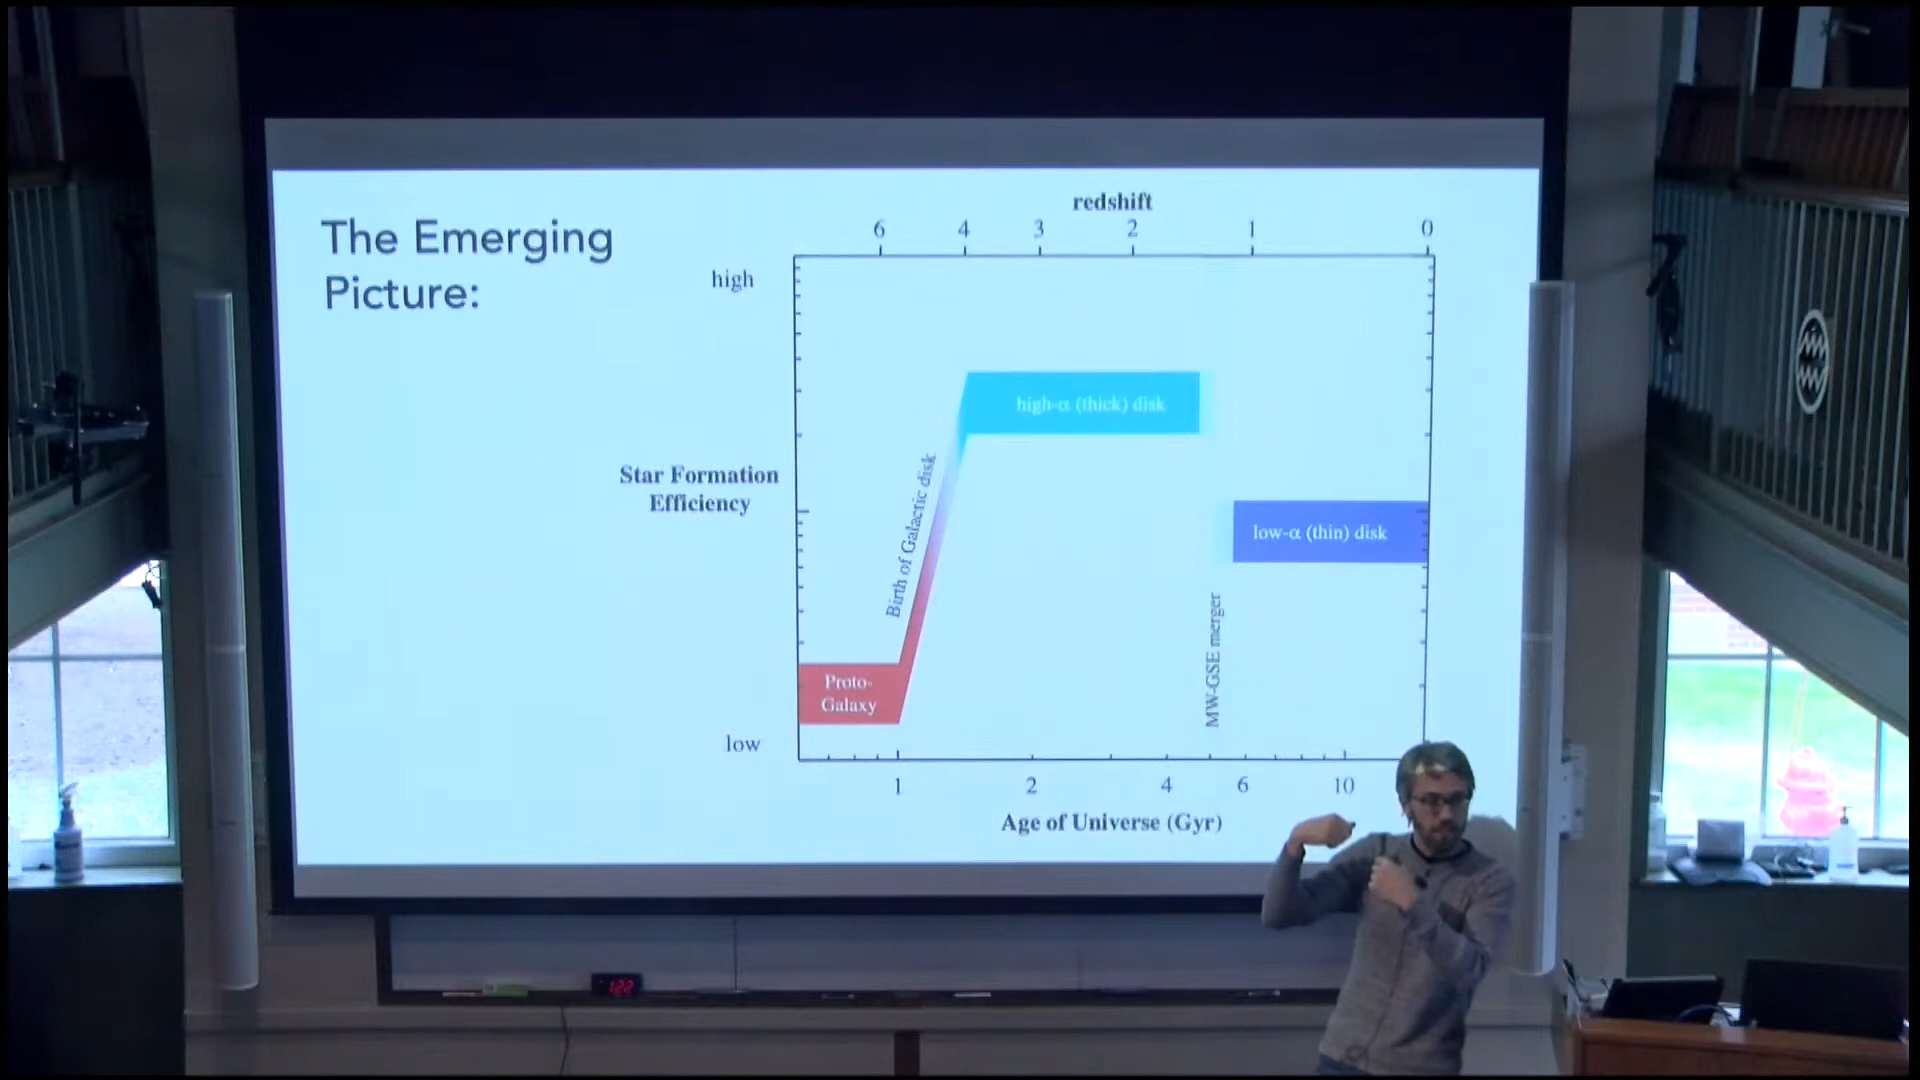 The Emerging
Picture:
redshift
6 4 3 2 1 0
high
high-α (thick) disk
Star Formation
Efficiency
Birth of Galactic disk
low-α (thin) disk
MW-GSE merger
Proto-
Galaxy
low
1 2 4 6 10
Age of Universe (Gyr)